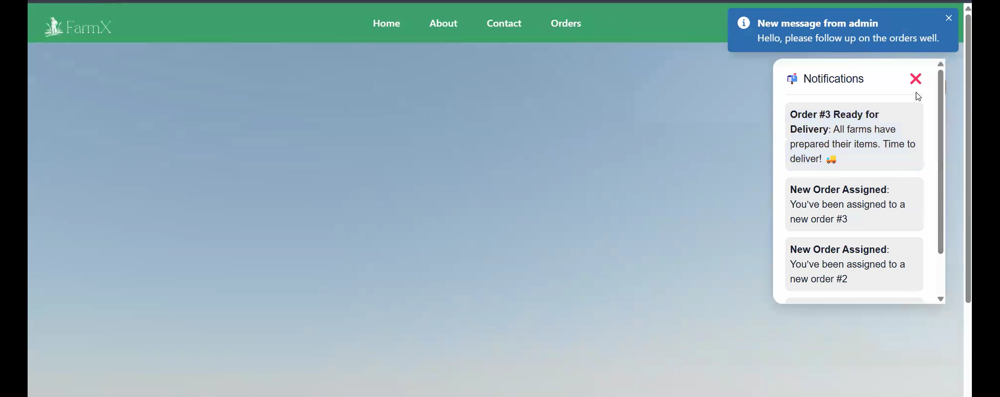 FarmX
Home About Contact Orders
New message from admin
Hello, please follow up on the orders well.
Notifications
Order #3 Ready for
Delivery: All farms have
prepared their items. Time to
deliver! 🚚
New Order Assigned:
You’ve been assigned to a
new order #3
New Order Assigned:
You’ve been assigned to a
new order #2